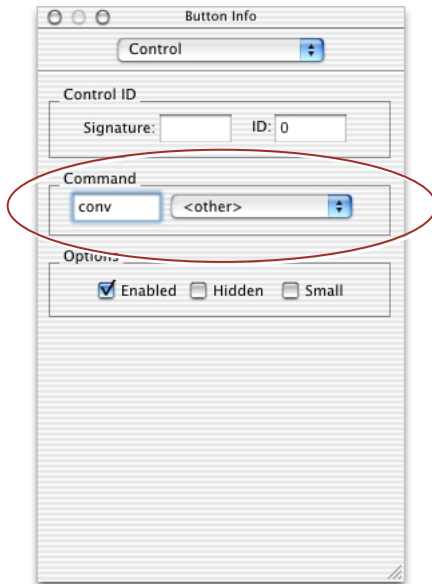 Button Info
Control
Control ID
Signature: ID: 0
Command
conv <other>
Options
Enabled Hidden Small